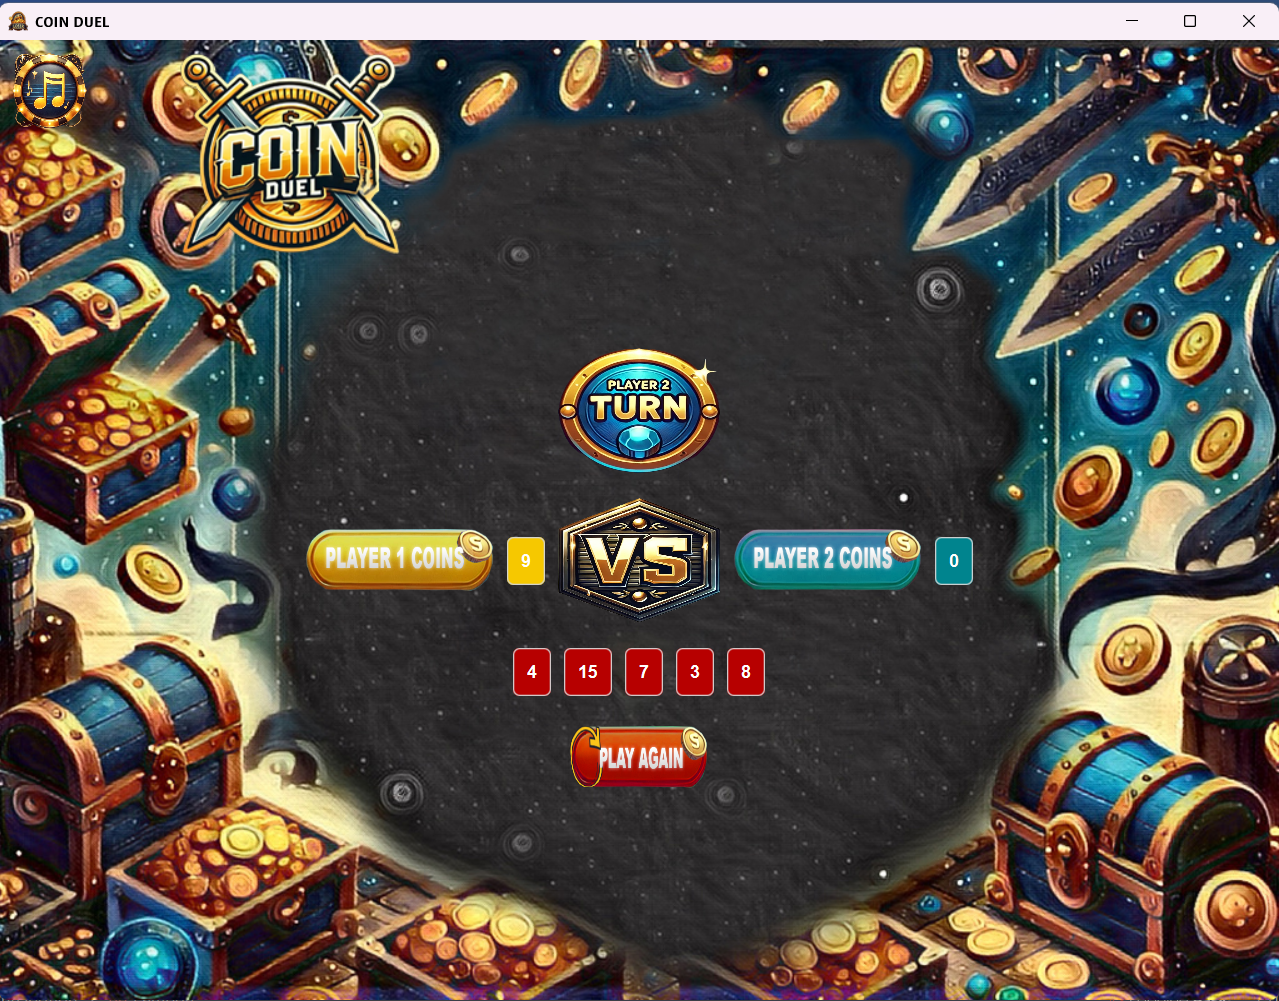 COIN DUEL
COIN
DUEL
PLAYER 2
TURN
PLAYER 1 COINS S 9 VS PLAYER 2 COINS S 0
4 15 7 3 8
PLAY AGAIN S